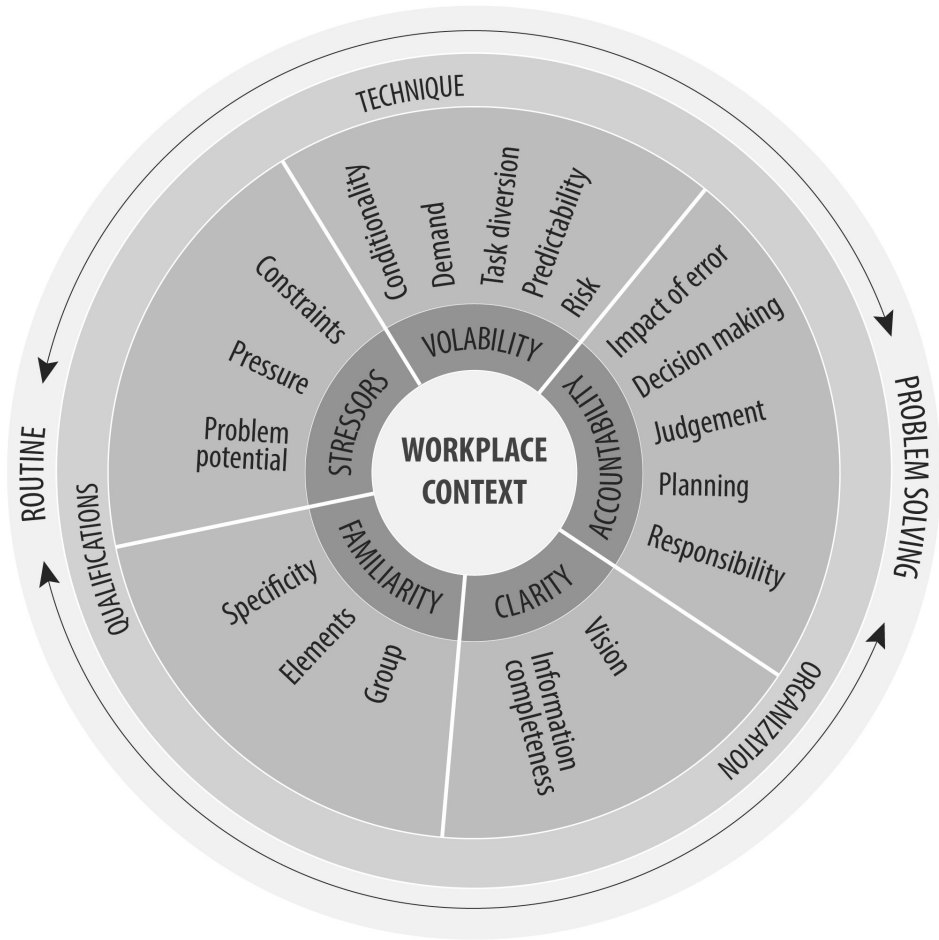 TECHNIQUE
PROBLEM SOLVING
ORGANIZATION
QUALIFICATIONS
ROUTINE
WORKPLACE
CONTEXT
VOLABILITY
Conditionality
Demand
Task diversion
Predictability
Risk
ACCOUNTABILITY
Impact of error
Decision making
Judgement
Planning
Responsibility
CLARITY
Vision
Information
completeness
FAMILIARITY
Group
Elements
Specificity
STRESSORS
Problem
potential
Pressure
Constraints